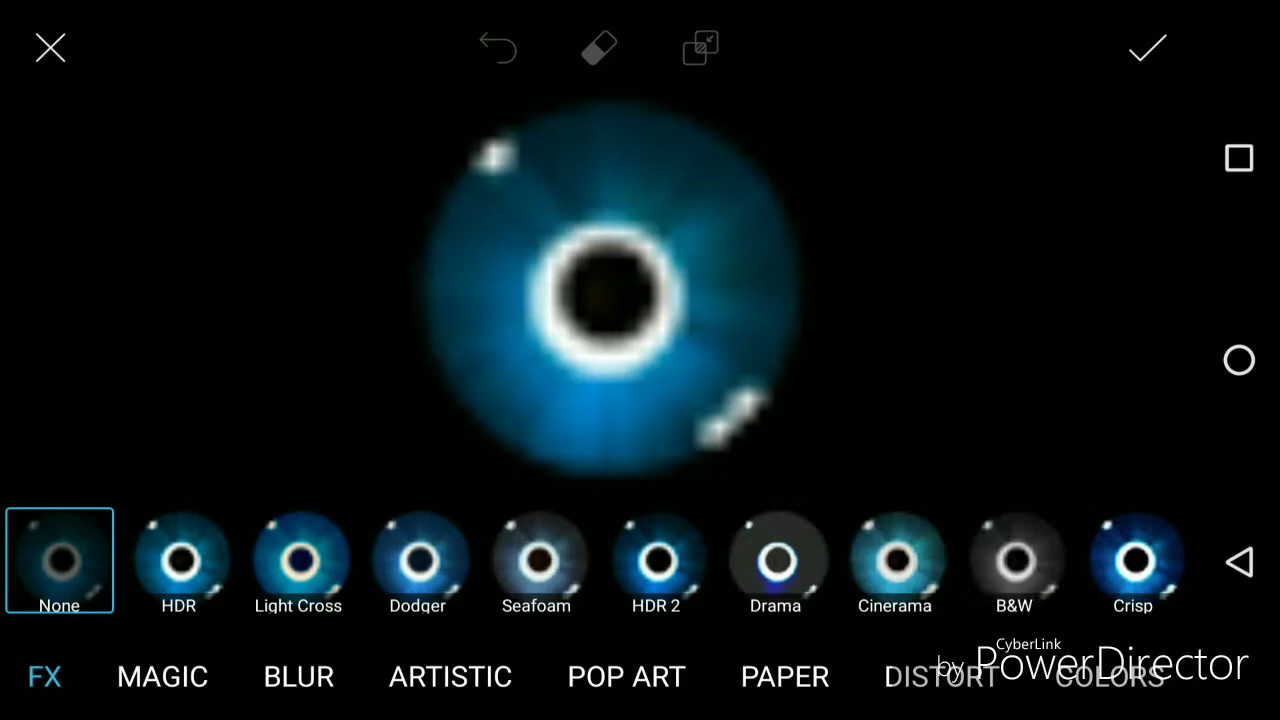 None HDR Light Cross Dodger Seafoam HDR 2 Drama Cinerama B&W Crisp
CyberLink
FX MAGIC BLUR ARTISTIC POP ART PAPER DISTORT COLORS
by PowerDirector